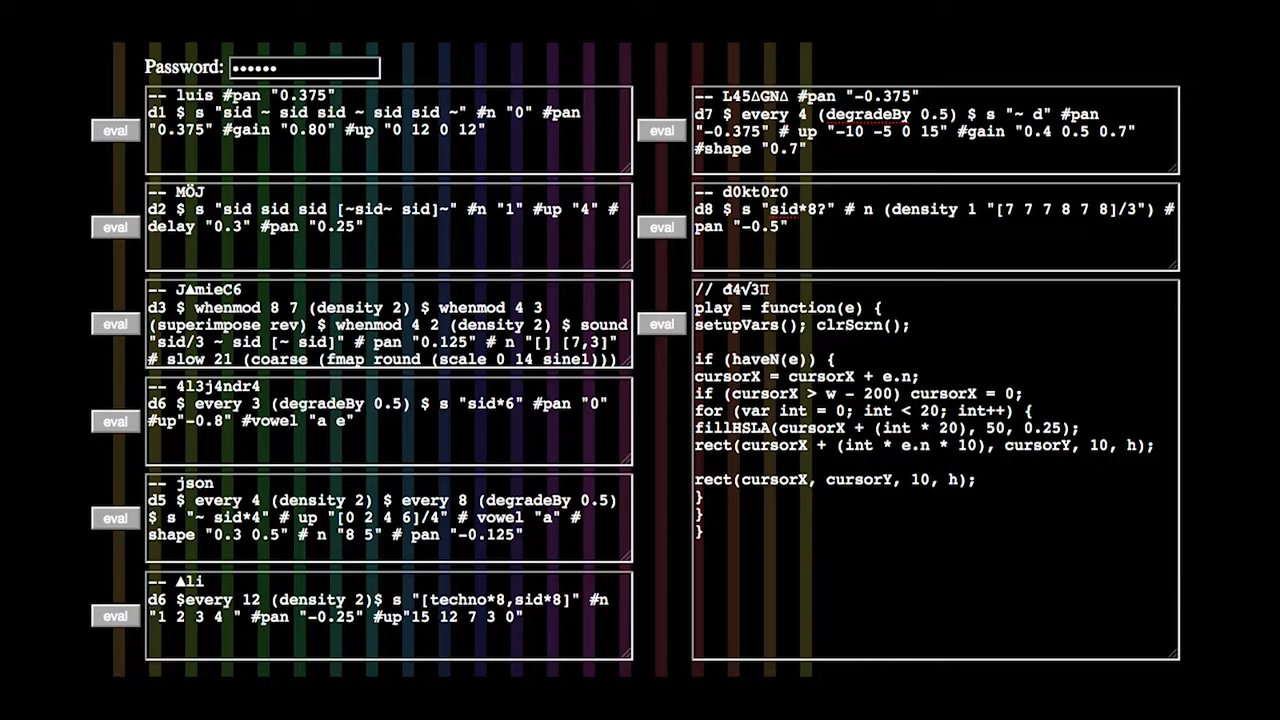 Password: ••••••
-- luis #pan "0.375"
d1 $ s "sid ~ sid sid ~ sid sid ~" #n "0" #pan
"0.375" #gain "0.80" #up "0 12 0 12"
eval
-- MÖJ
d2 $ s "sid sid sid [~sid~ sid]~" #n "1" #up "4" #
delay "0.3" #pan "0.25"
eval
-- J▲mieC6
d3 $ whenmod 8 7 (density 2) $ whenmod 4 3
(superimpose rev) $ whenmod 4 2 (density 2) $ sound
"sid/3 ~ sid [~ sid]" # pan "0.125" # n "[] [7,3]"
# slow 21 (coarse (fmap round (scale 0 14 sine1)))
eval
-- 4l3j4ndr4
d6 $ every 3 (degradeBy 0.5) $ s "sid*6" #pan "0"
#up"-0.8" #vowel "a e"
eval
-- json
d5 $ every 4 (density 2) $ every 8 (degradeBy 0.5)
$ s "~ sid*4" # up "[0 2 4 6]/4" # vowel "a" #
shape "0.3 0.5" # n "8 5" # pan "-0.125"
eval
-- ▲li
d6 $every 12 (density 2)$ s "[techno*8,sid*8]" #n
"1 2 3 4 " #pan "-0.25" #up"15 12 7 3 0"
eval
-- L45∆GN∆ #pan "-0.375"
d7 $ every 4 (degradeBy 0.5) $ s "~ d" #pan
"-0.375" # up "-10 -5 0 15" #gain "0.4 0.5 0.7"
#shape "0.7"
eval
-- d0kt0r0
d8 $ s "sid*8?" # n (density 1 "[7 7 7 8 7 8]/3") #
pan "-0.5"
eval
// đ4√3Π
play = function(e) {
setupVars(); clrScrn();
if (haveN(e)) {
cursorX = cursorX + e.n;
if (cursorX > w - 200) cursorX = 0;
for (var int = 0; int < 20; int++) {
fillHSLA(cursorX + (int * 20), 50, 0.25);
rect(cursorX + (int * e.n * 10), cursorY, 10, h);
rect(cursorX, cursorY, 10, h);
}
}
}
eval